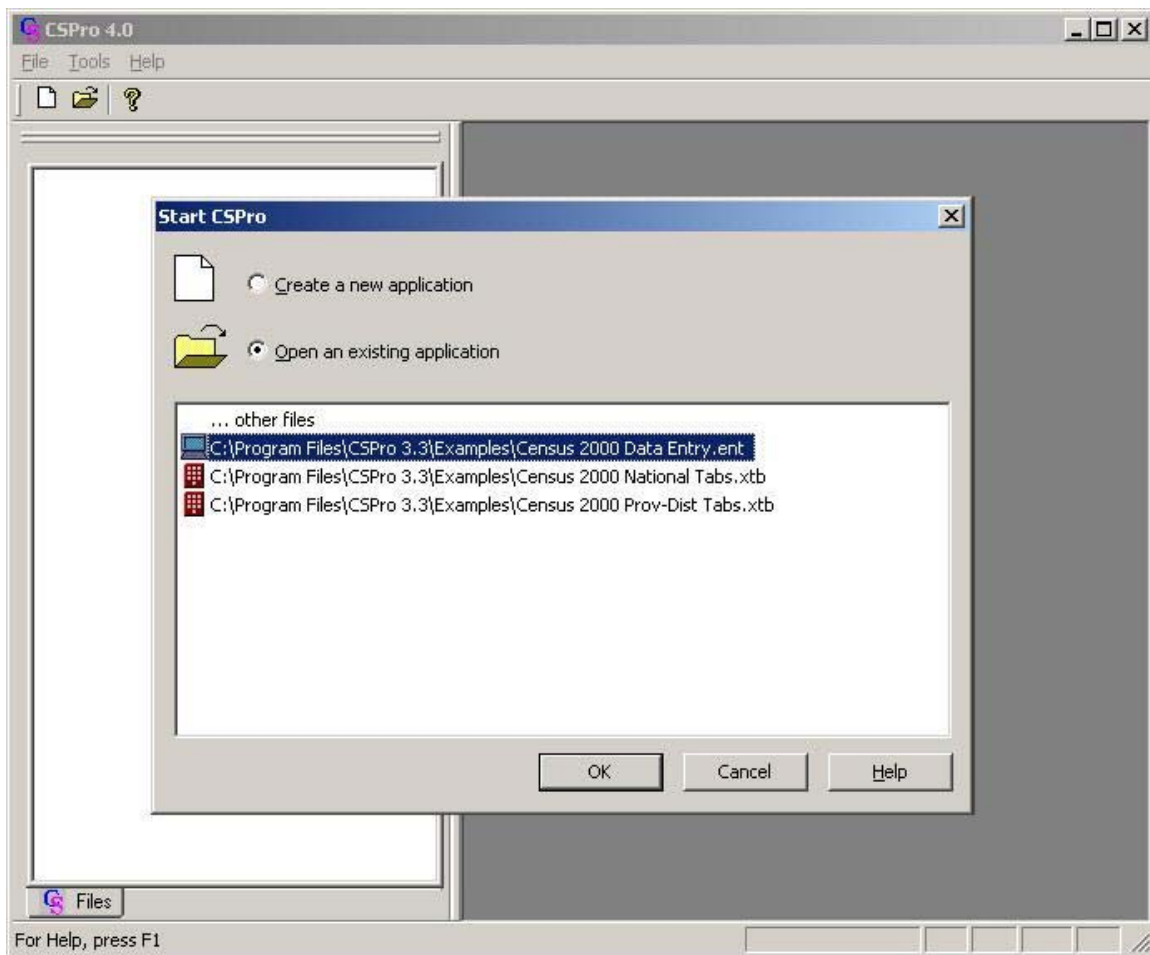 CSPro 4.0
File Tools Help
Start CSPro
Create a new application
Open an existing application
... other files
C:\Program Files\CSPro 3.3\Examples\Census 2000 Data Entry.ent
C:\Program Files\CSPro 3.3\Examples\Census 2000 National Tabs.xtb
C:\Program Files\CSPro 3.3\Examples\Census 2000 Prov-Dist Tabs.xtb
OK Cancel Help
Files
For Help, press F1